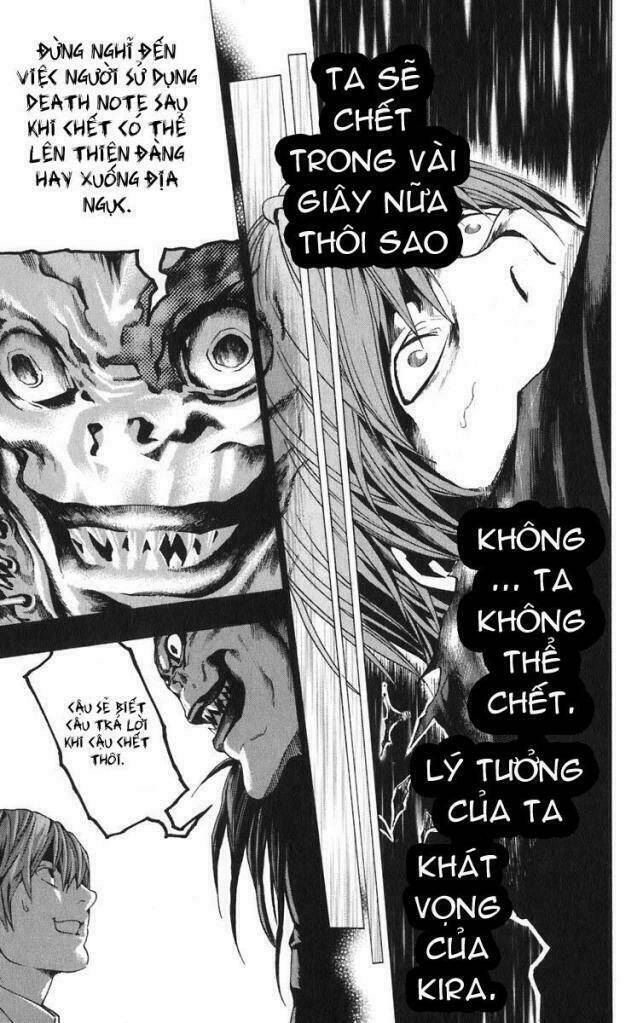 TA SẼ
CHẾT
TRONG VÀI
GIÂY NỮA
THÔI SAO
KHÔNG
... TA
KHÔNG
THỂ
CHẾT.
LÝ TƯỞNG
CỦA TA
KHÁT
VỌNG
CỦA
KIRA.
ĐỪNG NGHĨ ĐẾN
VIỆC NGƯỜI SỬ DỤNG
DEATH NOTE SAU
KHI CHẾT CÓ THỂ
LÊN THIÊN ĐÀNG
HAY XUỐNG ĐỊA
NGỤC.
CẬU SẼ BIẾT
CÂU TRẢ LỜI
KHI CẬU CHẾT
THÔI.